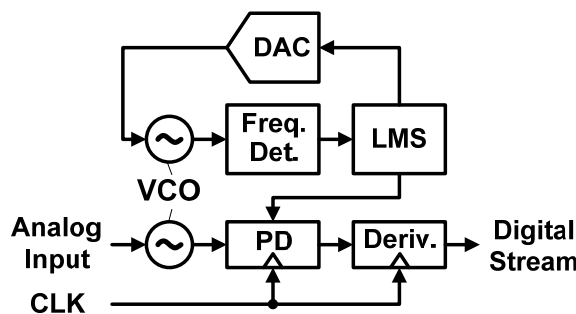 DAC
Freq.
Det.
LMS
VCO
Analog
Input
PD
Deriv.
Digital
Stream
CLK